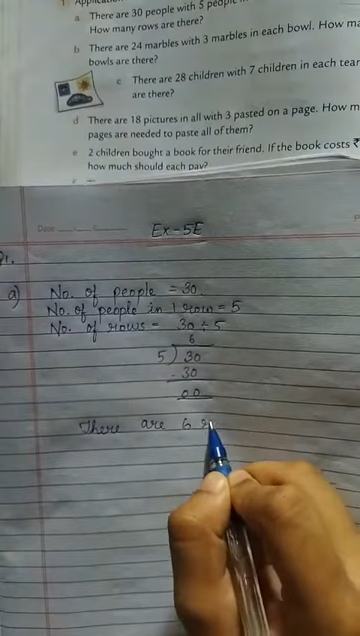 1 Application
a There are 30 people with 5 people
How many rows are there?
b There are 24 marbles with 3 marbles in each bowl. How
bowls are there?
c There are 28 children with 7 children in each
are there?
d There are 18 pictures in all with 3 pasted on a page. How
pages are needed to paste all of them?
e 2 children bought a book for their friend. If the book costs ₹
how much should each pay?
Date
Ex-5E
Q1.
a) No. of people = 30
No. of people in 1 row = 5
No. of rows = 30 ÷ 5
6
5 ) 30
- 30
00
There are 6